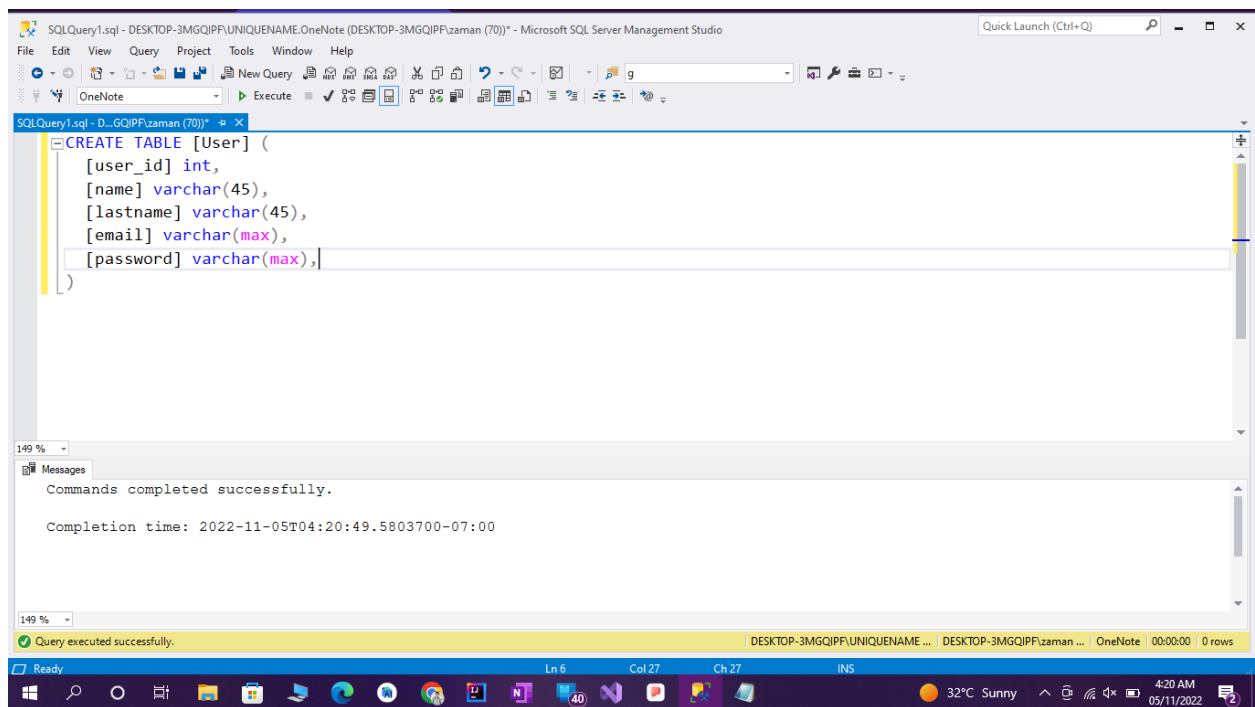 SQLQuery1.sql - DESKTOP-3MGQIPF\UNIQUENAME.OneNote (DESKTOP-3MGQIPF\zaman (70))* - Microsoft SQL Server Management Studio
Quick Launch (Ctrl+Q)
File Edit View Query Project Tools Window Help
New Query MDX DMX XMLA DAX g
OneNote Execute
SQLQuery1.sql - D...GQIPF\zaman (70))*
CREATE TABLE [User] (
[user_id] int,
[name] varchar(45),
[lastname] varchar(45),
[email] varchar(max),
[password] varchar(max),
)
149 %
Messages
Commands completed successfully.
Completion time: 2022-11-05T04:20:49.5803700-07:00
149 %
Query executed successfully. DESKTOP-3MGQIPF\UNIQUENAME ... DESKTOP-3MGQIPF\zaman ... OneNote 00:00:00 0 rows
Ready Ln 6 Col 27 Ch 27 INS
40 32°C Sunny 4:20 AM
05/11/2022 2